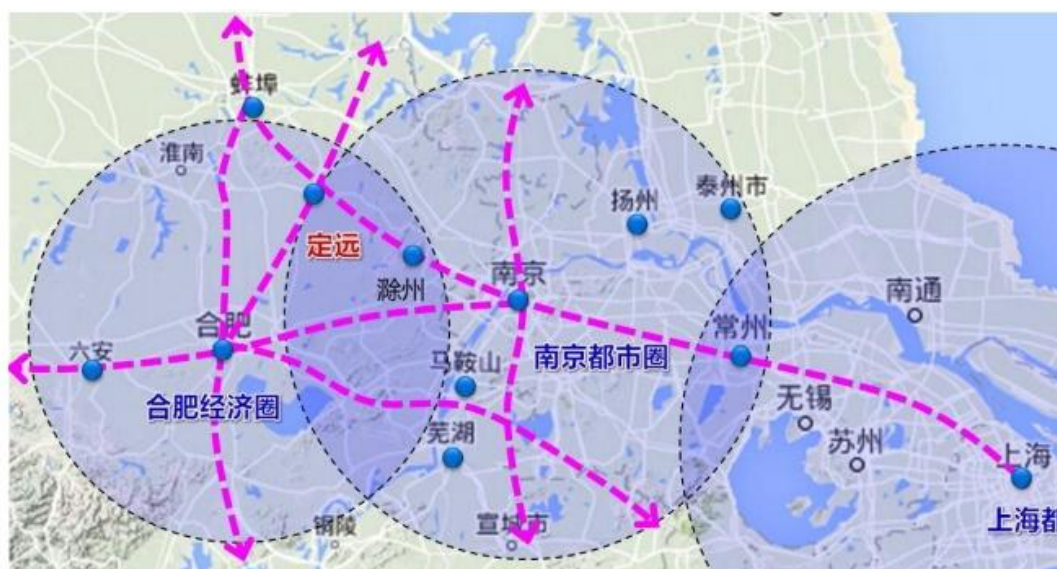 蚌埠
淮南
泰州市
扬州
定远
滁州
南京
南通
合肥
常州
六安
马鞍山
南京都市圈
合肥经济圈
无锡
芜湖
苏州
上海
铜陵
宣城市
上海都